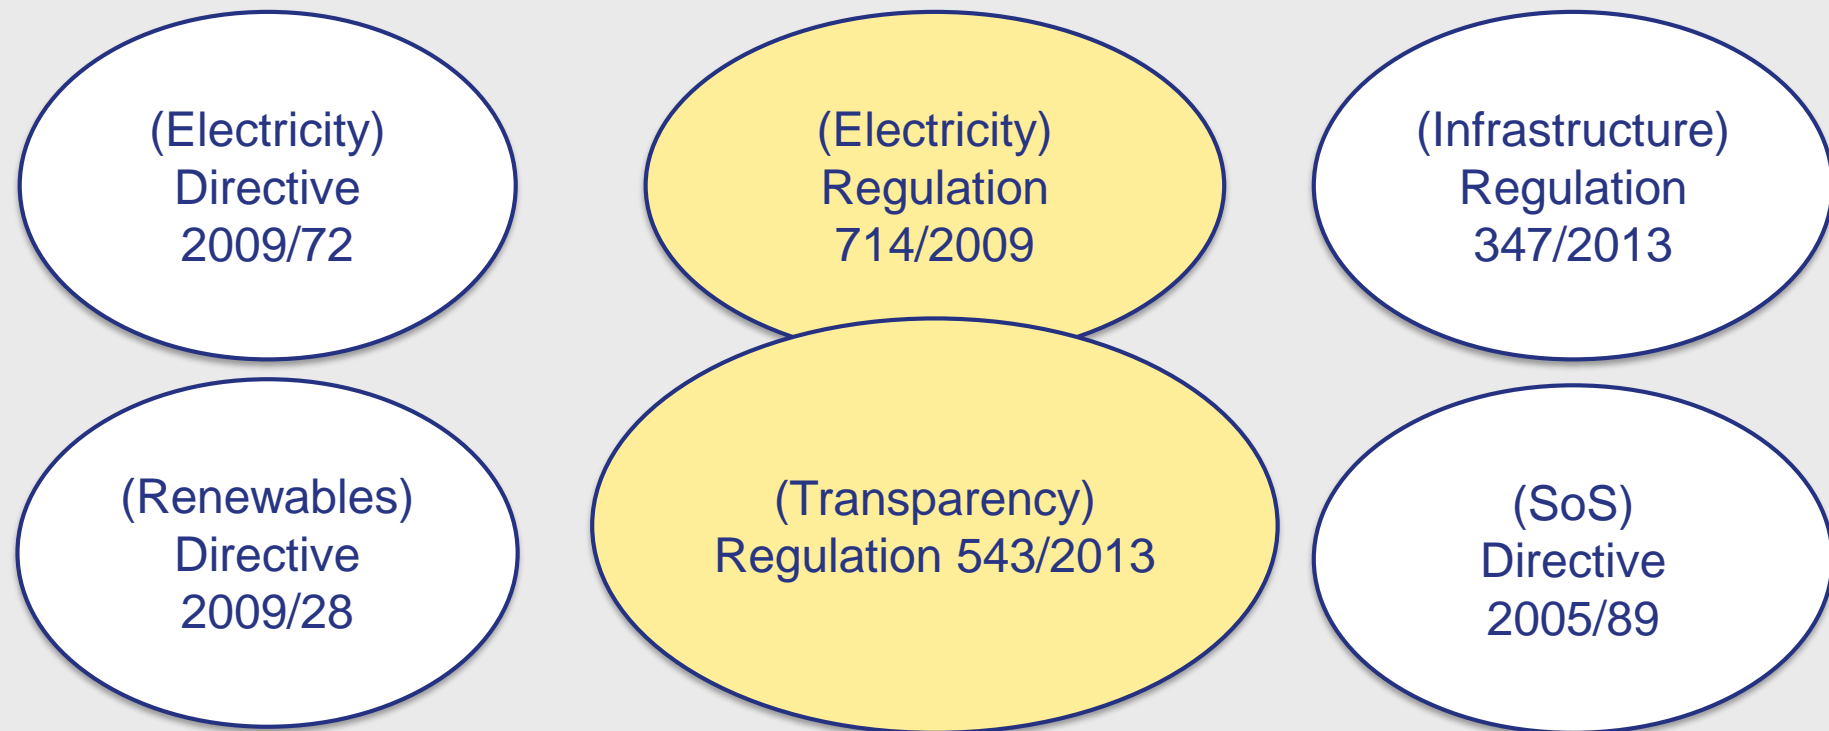 (Electricity)
Directive
2009/72
(Electricity)
Regulation
714/2009
(Infrastructure)
Regulation
347/2013
(Renewables)
Directive
2009/28
(Transparency)
Regulation 543/2013
(SoS)
Directive
2005/89